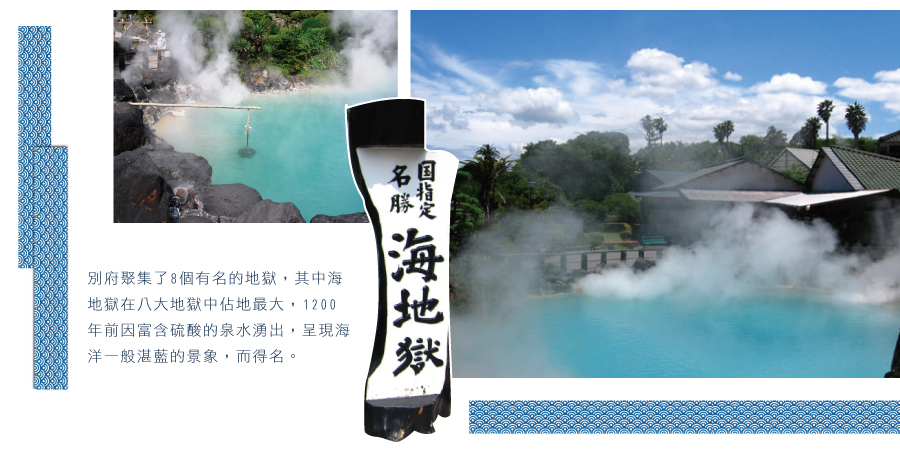 国指定
名勝
海地獄
別府聚集了8個有名的地獄，其中海
地獄在八大地獄中佔地最大，1200
年前因富含硫酸的泉水湧出，呈現海
洋一般湛藍的景象，而得名。